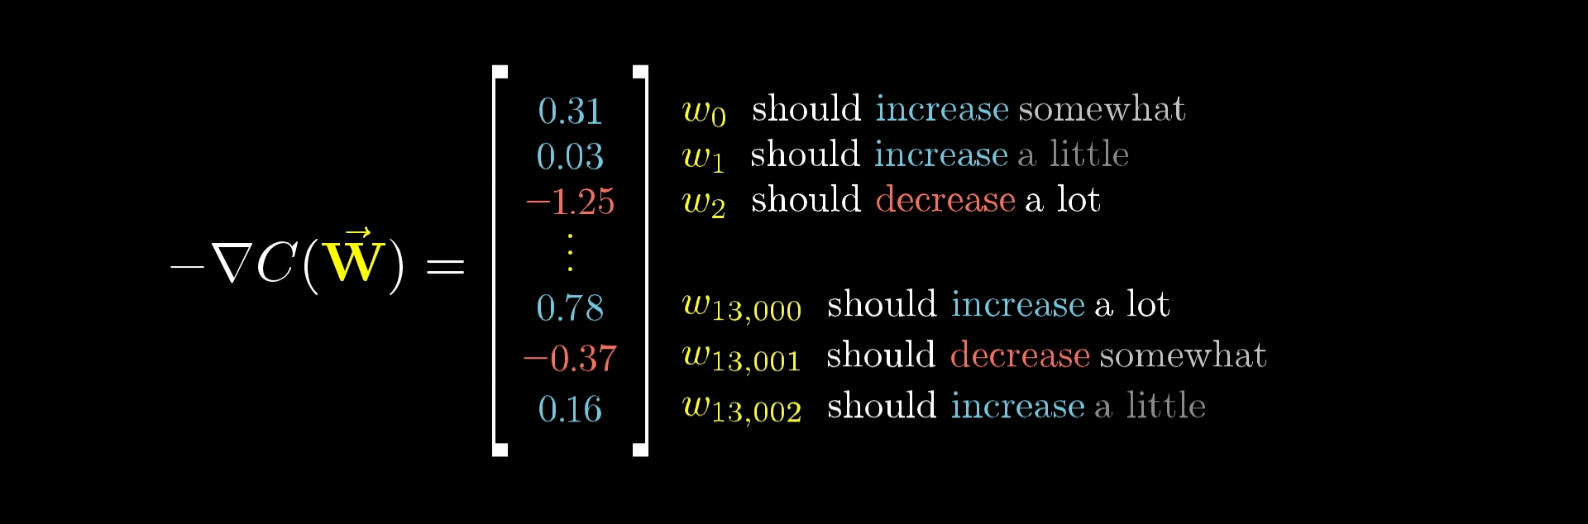 0.31 w₀ should increase somewhat
0.03 w₁ should increase a little
−1.25 w₂ should decrease a lot
−∇C(W⃗) = ⋮
0.78 w₁₃,₀₀₀ should increase a lot
−0.37 w₁₃,₀₀₁ should decrease somewhat
0.16 w₁₃,₀₀₂ should increase a little